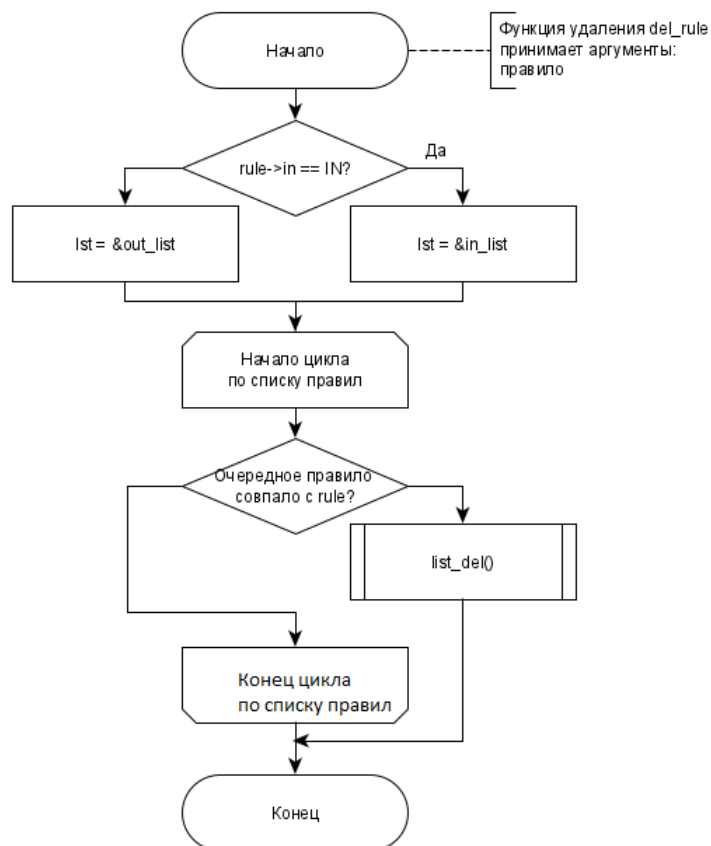 Функция удаления del_rule
принимает аргументы:
правило
Начало
rule->in == IN?
Да
lst = &out_list
lst = &in_list
Начало цикла
по списку правил
Очередное правило
совпало с rule?
list_del()
Конец цикла
по списку правил
Конец